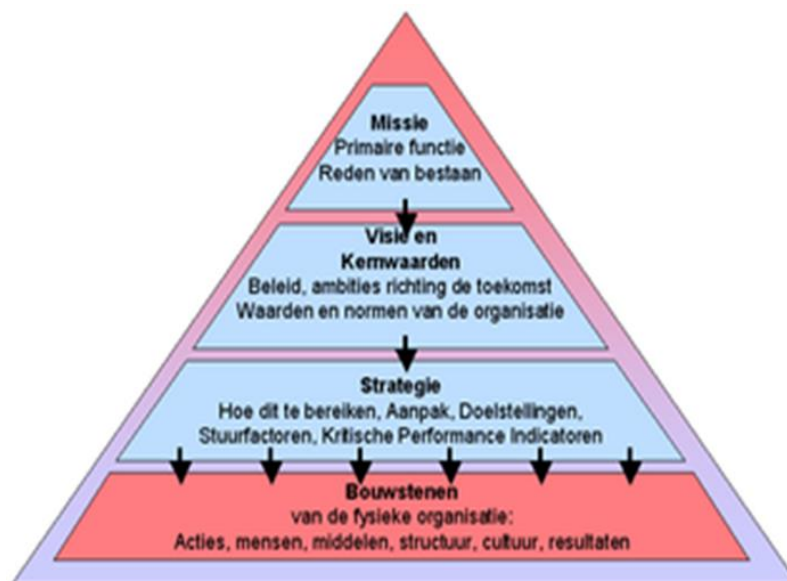 Missie
Primaire functie
Reden van bestaan
Visie en
Kernwaarden
Beleid, ambities richting de toekomst
Waarden en normen van de organisatie
Strategie
Hoe dit te bereiken, Aanpak, Doelstellingen,
Stuurfactoren, Kritische Performance Indicatoren
Bouwstenen
van de fysieke organisatie:
Acties, mensen, middelen, structuur, cultuur, resultaten